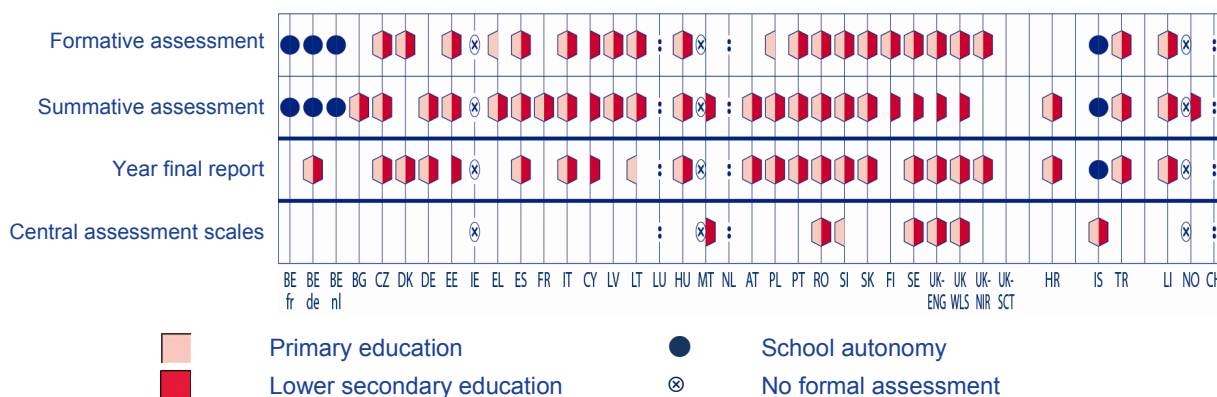 Formative assessment
Summative assessment
Year final report
Central assessment scales
BE BE BE BG CZ DK DE EE IE EL ES FR IT CY LV LT LU HU MT NL AT PL PT RO SI SK FI SE UK- UK UK- UK- HR IS TR LI NO CH
fr de nl ENG WLS NIR SCT
Primary education School autonomy
Lower secondary education No formal assessment